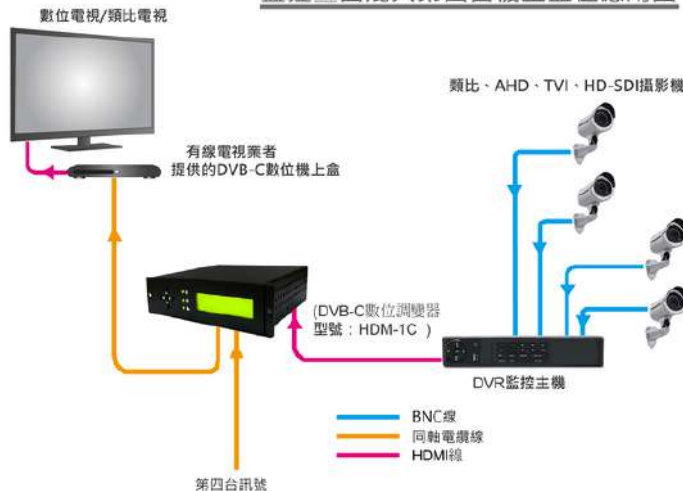 數位電視/類比電視
類比、AHD、TVI、HD-SDI攝影機
有線電視業者
提供的DVB-C數位機上盒
(DVB-C數位調變器
型號：HDM-1C )
DVR監控主機
BNC線
同軸電纜線
HDMI線
第四台訊號